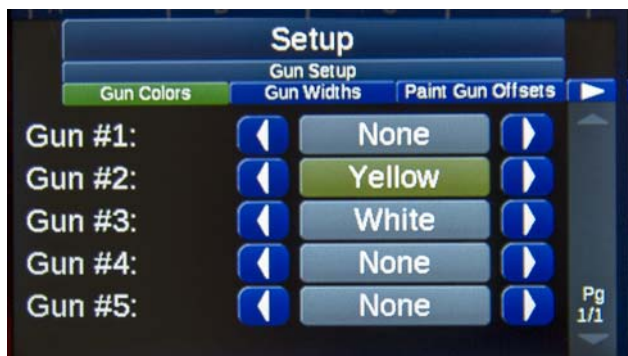 Setup
Gun Setup
Gun Colors Gun Widths Paint Gun Offsets
Gun #1: None
Gun #2: Yellow
Gun #3: White
Gun #4: None
Gun #5: None
Pg
1/1